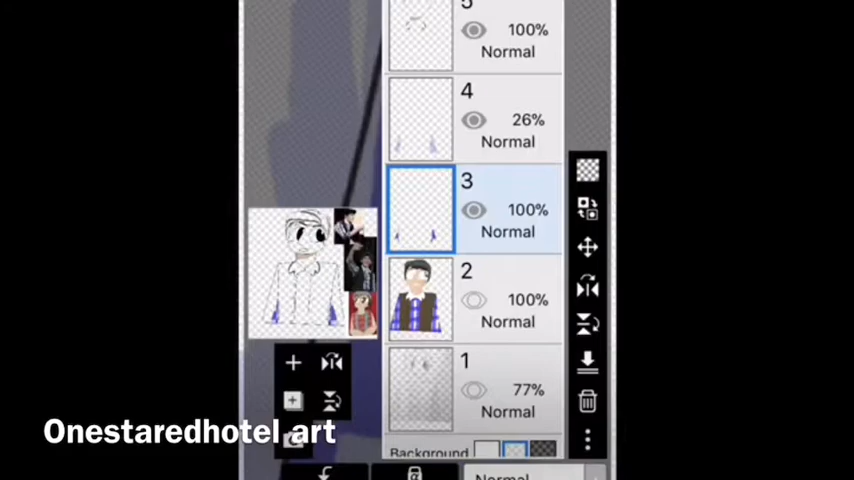 5
100%
Normal
4
26%
Normal
3
100%
Normal
2
100%
Normal
1
77%
Normal
Background
Normal
Onestaredhotel art